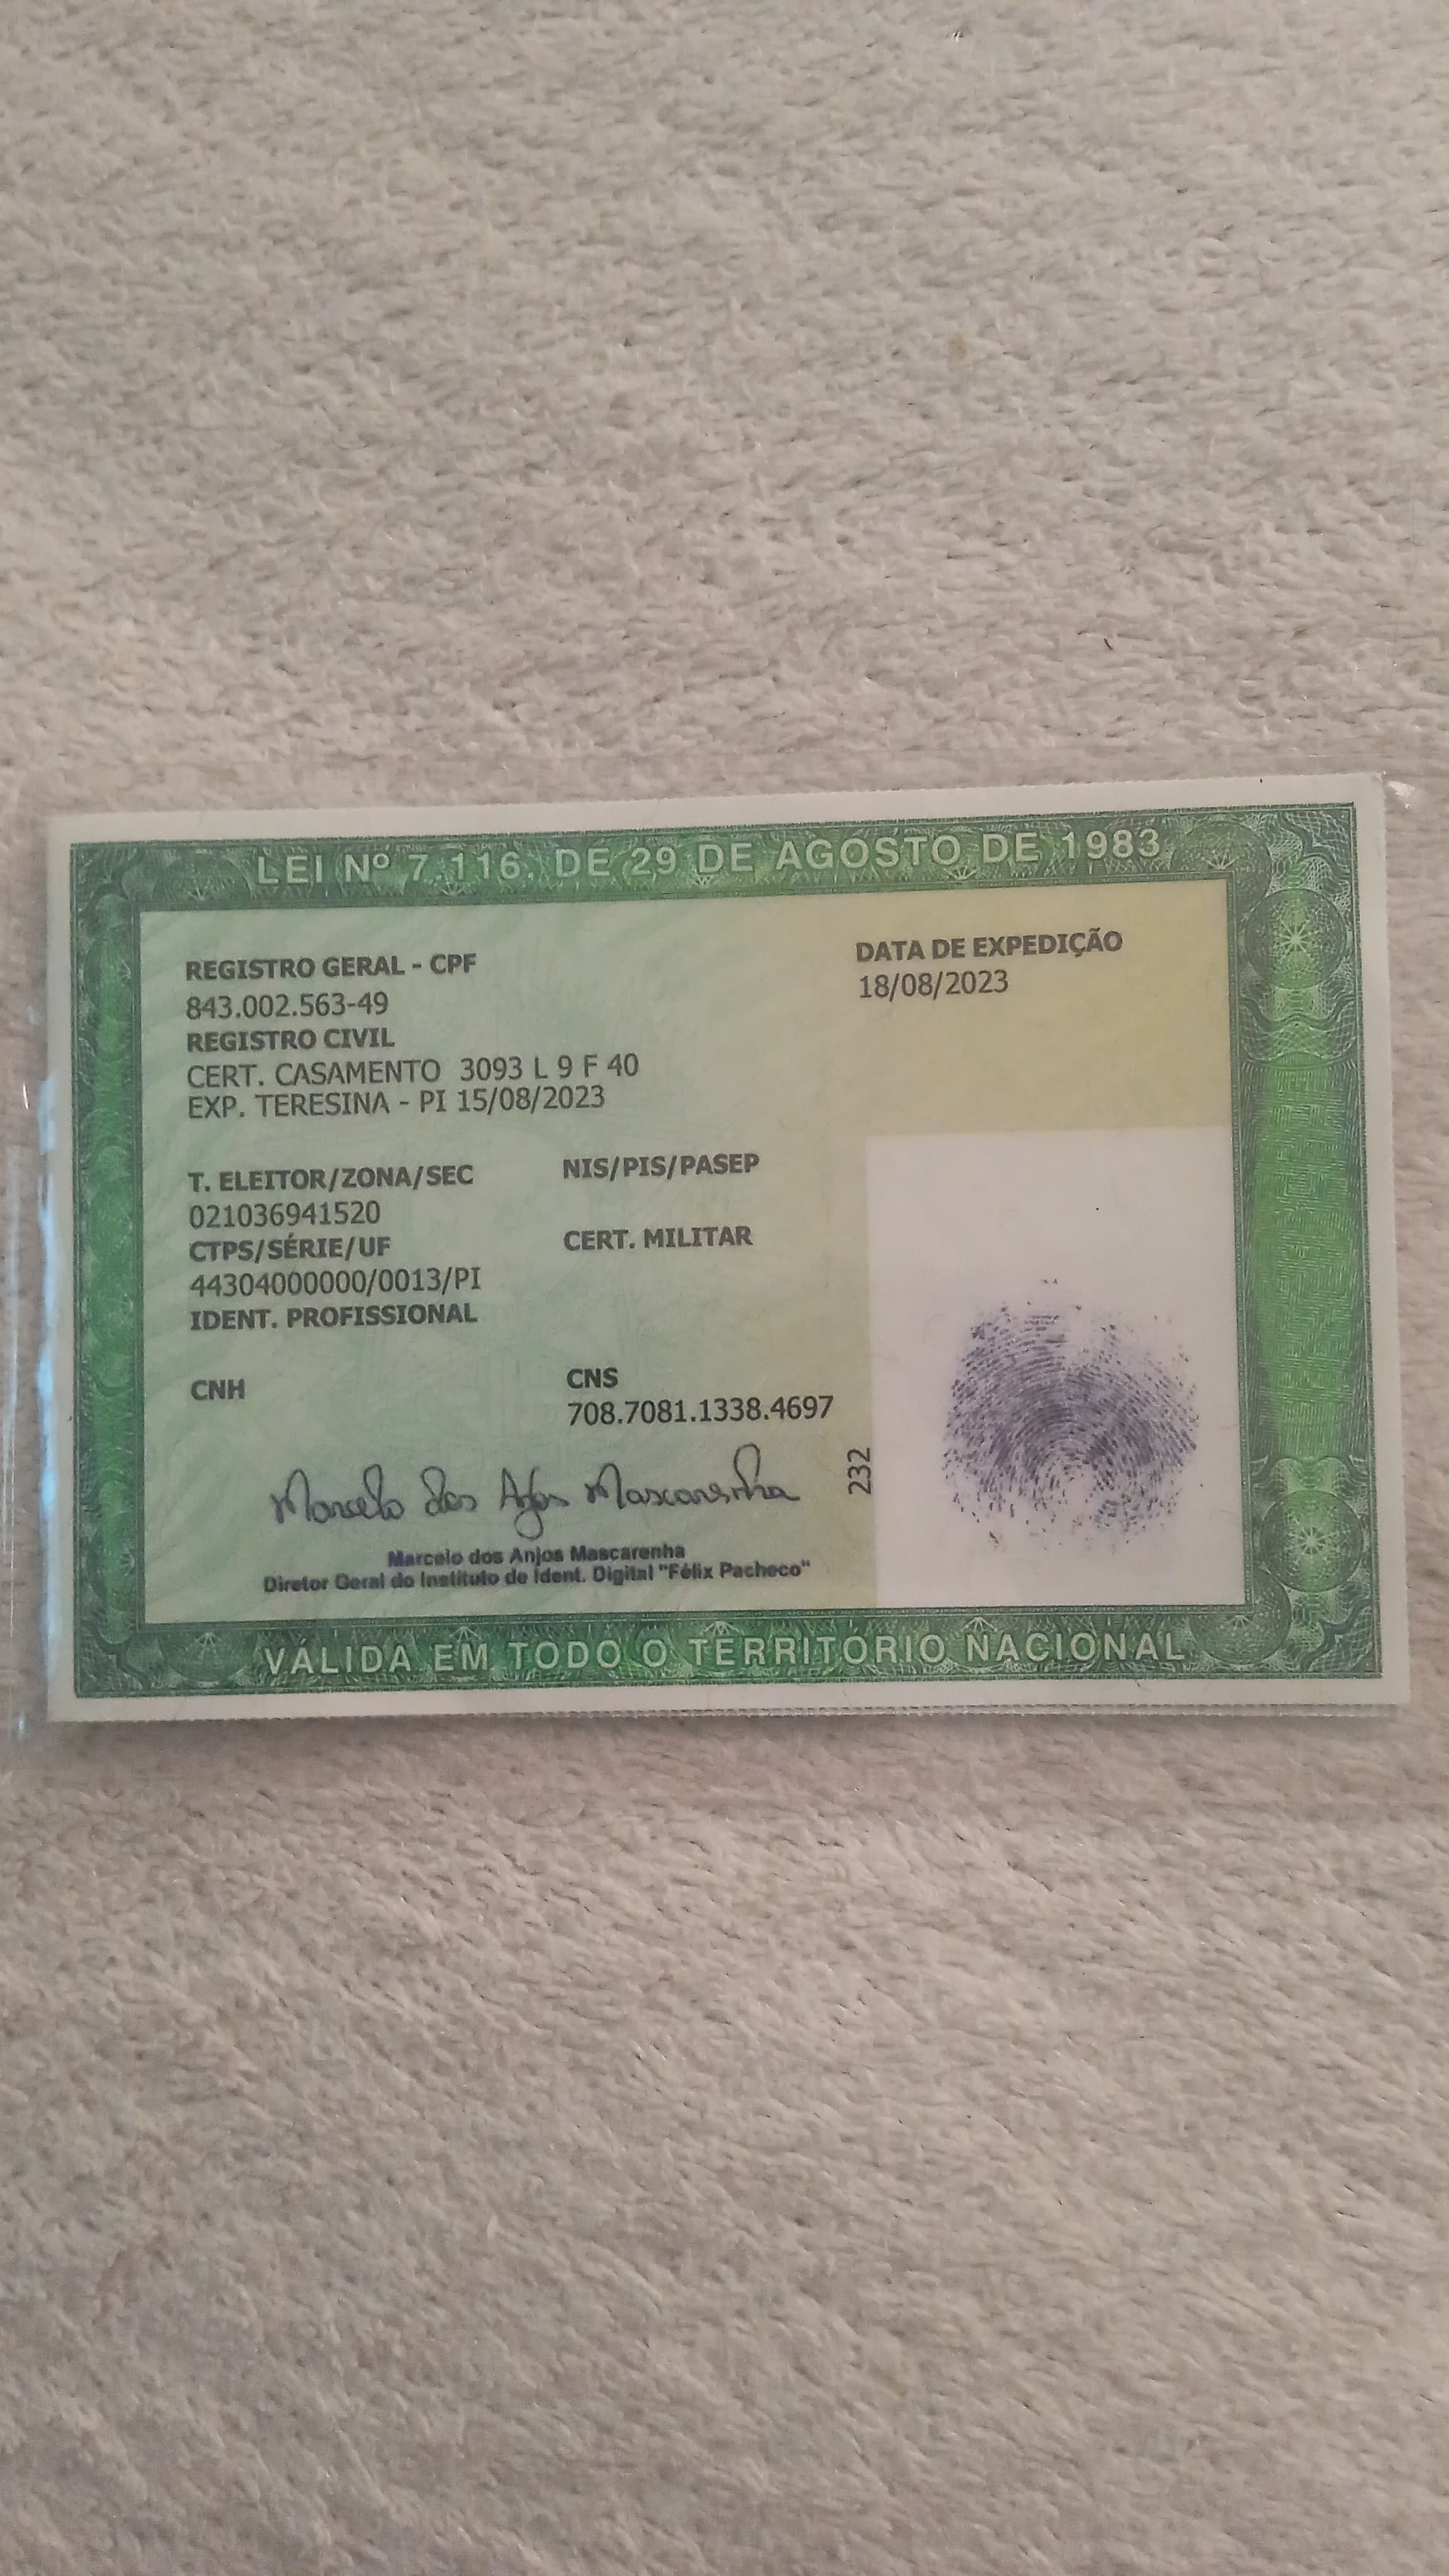 LEI Nº 7.116, DE 29 DE AGOSTO DE 1983
REGISTRO GERAL - CPF
843.002.563-49
DATA DE EXPEDIÇÃO
18/08/2023
REGISTRO CIVIL
CERT. CASAMENTO 3093 L 9 F 40
EXP. TERESINA - PI 15/08/2023
T. ELEITOR/ZONA/SEC
021036941520
NIS/PIS/PASEP
CTPS/SÉRIE/UF
44304000000/0013/PI
CERT. MILITAR
IDENT. PROFISSIONAL
CNH
CNS
708.7081.1338.4697
232
Marcelo dos Anjos Mascarenha
Marcelo dos Anjos Mascarenha
Diretor Geral do Instituto de Ident. Digital "Félix Pacheco"
VÁLIDA EM TODO O TERRITÓRIO NACIONAL